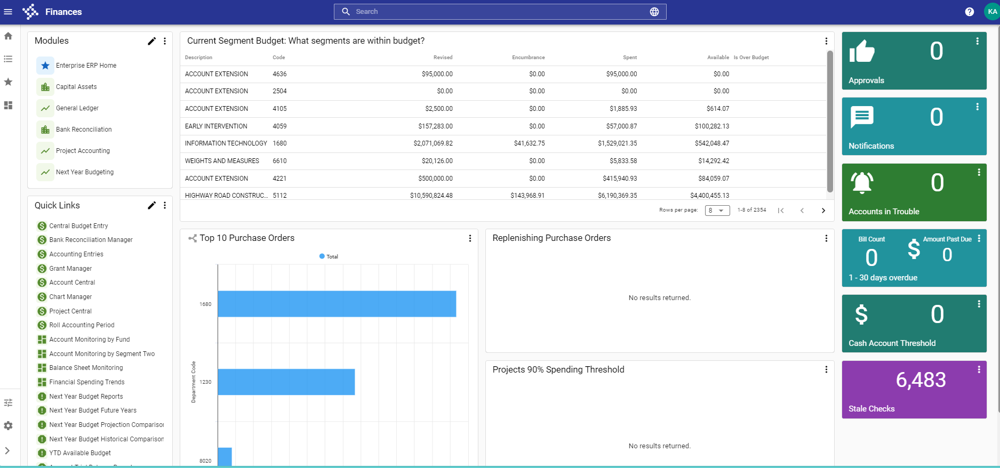 Finances
Search
KA
Modules
Enterprise ERP Home
Capital Assets
General Ledger
Bank Reconciliation
Project Accounting
Next Year Budgeting
Quick Links
Central Budget Entry
Bank Reconciliation Manager
Accounting Entries
Grant Manager
Account Central
Chart Manager
Project Central
Roll Accounting Period
Account Monitoring by Fund
Account Monitoring by Segment Two
Balance Sheet Monitoring
Financial Spending Trends
Next Year Budget Reports
Next Year Budget Future Years
Next Year Budget Projection Comparison
Next Year Budget Historical Comparison
YTD Available Budget
Current Segment Budget: What segments are within budget?
Description Code Revised Encumbrance Spent Available Is Over Budget
ACCOUNT EXTENSION 4636 $95,000.00 $0.00 $95,000.00 $0.00
ACCOUNT EXTENSION 2504 $0.00 $0.00 $0.00 $0.00
ACCOUNT EXTENSION 4105 $2,500.00 $0.00 $1,885.93 $614.07
EARLY INTERVENTION 4059 $157,283.00 $0.00 $57,000.87 $100,282.13
INFORMATION TECHNOLOGY 1680 $2,071,069.82 $41,632.75 $1,529,021.35 $542,048.47
WEIGHTS AND MEASURES 6610 $20,126.00 $0.00 $5,833.58 $14,292.42
ACCOUNT EXTENSION 4221 $500,000.00 $0.00 $415,940.93 $84,059.07
HIGHWAY ROAD CONSTRUC... 5112 $10,590,824.48 $143,968.91 $6,190,369.35 $4,400,455.13
Rows per page: 8 1-8 of 2354
Top 10 Purchase Orders
Total
Department Code
1680
1230
8020
Replenishing Purchase Orders
No results returned.
Projects 90% Spending Threshold
No results returned.
0
Approvals
0
Notifications
0
Accounts in Trouble
Bill Count
0
$
Amount Past Due
0
1 - 30 days overdue
$
0
Cash Account Threshold
6,483
Stale Checks